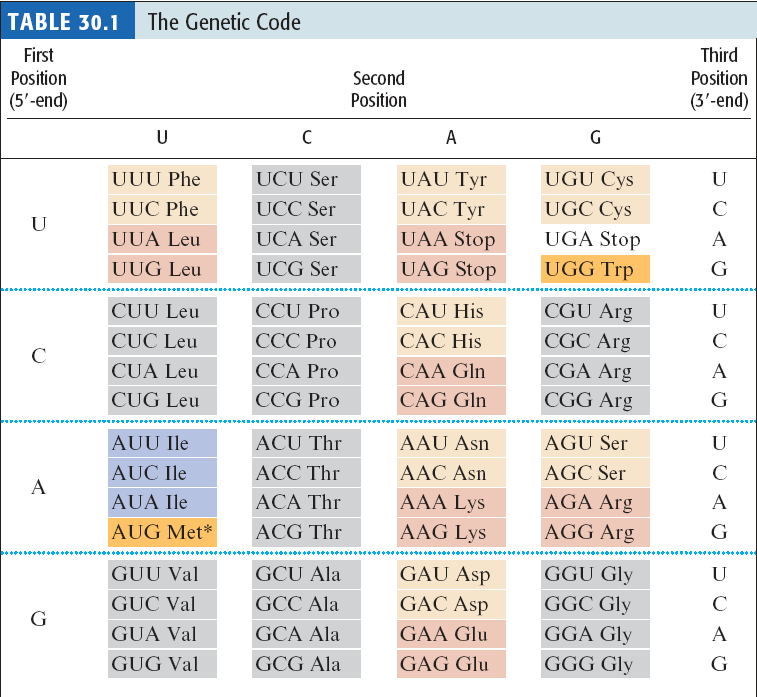 TABLE 30.1 The Genetic Code
First Position (5′-end) Second Position Third Position (3′-end)
U C A G
UUU Phe UCU Ser UAU Tyr UGU Cys U
UUC Phe UCC Ser UAC Tyr UGC Cys C
U
UUA Leu UCA Ser UAA Stop UGA Stop A
UUG Leu UCG Ser UAG Stop UGG Trp G
CUU Leu CCU Pro CAU His CGU Arg U
CUC Leu CCC Pro CAC His CGC Arg C
C
CUA Leu CCA Pro CAA Gln CGA Arg A
CUG Leu CCG Pro CAG Gln CGG Arg G
AUU Ile ACU Thr AAU Asn AGU Ser U
AUC Ile ACC Thr AAC Asn AGC Ser C
A
AUA Ile ACA Thr AAA Lys AGA Arg A
AUG Met* ACG Thr AAG Lys AGG Arg G
GUU Val GCU Ala GAU Asp GGU Gly U
GUC Val GCC Ala GAC Asp GGC Gly C
G
GUA Val GCA Ala GAA Glu GGA Gly A
GUG Val GCG Ala GAG Glu GGG Gly G